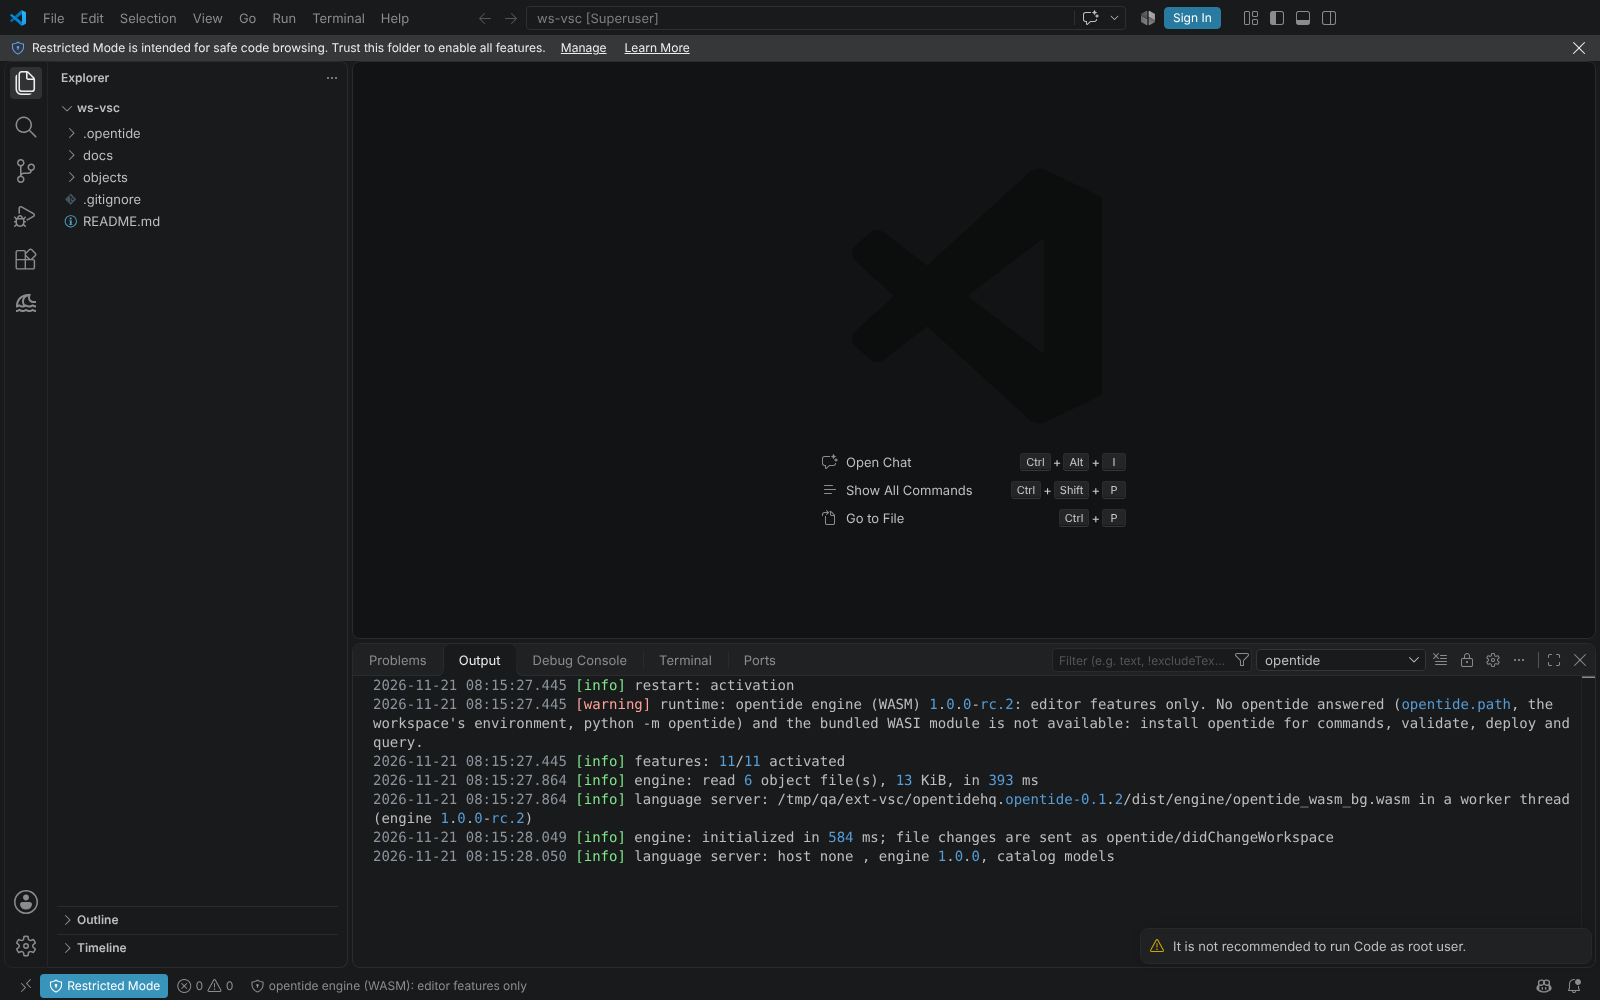 File Edit Selection View Go Run Terminal Help
ws-vsc [Superuser]
Sign In
Restricted Mode is intended for safe code browsing. Trust this folder to enable all features. Manage Learn More
Explorer
ws-vsc
.opentide
docs
objects
.gitignore
README.md
Open Chat Ctrl + Alt + I
Show All Commands Ctrl + Shift + P
Go to File Ctrl + P
Problems Output Debug Console Terminal Ports
Filter (e.g. text, !excludeTex...
opentide
2026-11-21 08:15:27.445 [info] restart: activation
2026-11-21 08:15:27.445 [warning] runtime: opentide engine (WASM) 1.0.0-rc.2: editor features only. No opentide answered (opentide.path, the
workspace's environment, python -m opentide) and the bundled WASI module is not available: install opentide for commands, validate, deploy and
query.
2026-11-21 08:15:27.445 [info] features: 11/11 activated
2026-11-21 08:15:27.864 [info] engine: read 6 object file(s), 13 KiB, in 393 ms
2026-11-21 08:15:27.864 [info] language server: /tmp/qa/ext-vsc/opentidehq.opentide-0.1.2/dist/engine/opentide_wasm_bg.wasm in a worker thread
(engine 1.0.0-rc.2)
2026-11-21 08:15:28.049 [info] engine: initialized in 584 ms; file changes are sent as opentide/didChangeWorkspace
2026-11-21 08:15:28.050 [info] language server: host none , engine 1.0.0, catalog models
Outline
Timeline
It is not recommended to run Code as root user.
Restricted Mode 0 0 opentide engine (WASM): editor features only